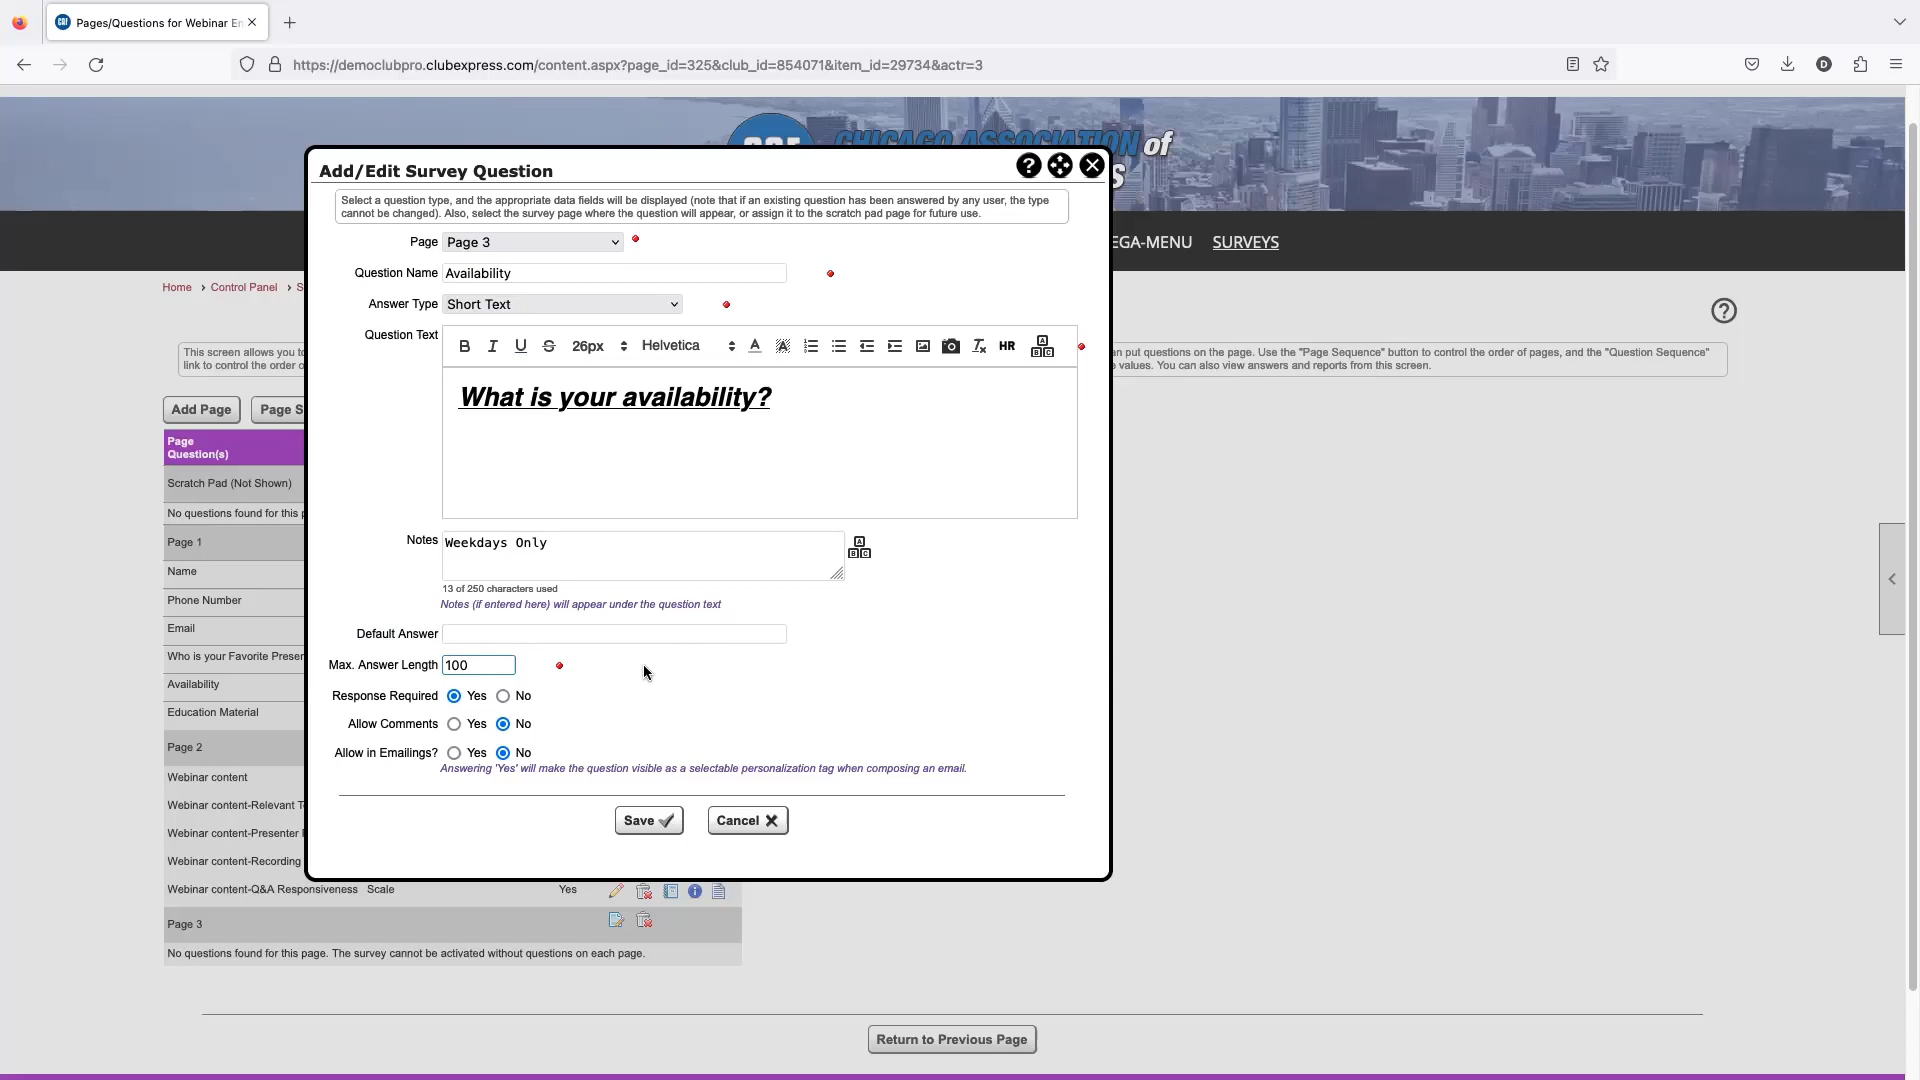 Pages/Questions for Webinar En
https://democlubpro.clubexpress.com/content.aspx?page_id=325&club_id=854071&item_id=29734&actr=3
CHICAGO ASSOCIATION of
EGA-MENU SURVEYS
Home › Control Panel › S
This screen allows you to
link to control the order o
an put questions on the page. Use the "Page Sequence" button to control the order of pages, and the "Question Sequence"
values. You can also view answers and reports from this screen.
Add Page Page S
Page
Question(s)
Scratch Pad (Not Shown)
No questions found for this p
Page 1
Name
Phone Number
Email
Who is your Favorite Presen
Availability
Education Material
Page 2
Webinar content
Webinar content-Relevant T
Webinar content-Presenter
Webinar content-Recording
Webinar content-Q&A Responsiveness Scale Yes
Page 3
No questions found for this page. The survey cannot be activated without questions on each page.
Return to Previous Page
Add/Edit Survey Question
Select a question type, and the appropriate data fields will be displayed (note that if an existing question has been answered by any user, the type
cannot be changed). Also, select the survey page where the question will appear, or assign it to the scratch pad page for future use.
Page Page 3
Question Name Availability
Answer Type Short Text
Question Text
B I U S 26px Helvetica A A HR
What is your availability?
Notes Weekdays Only
13 of 250 characters used
Notes (if entered here) will appear under the question text
Default Answer
Max. Answer Length 100
Response Required Yes No
Allow Comments Yes No
Allow in Emailings? Yes No
Answering 'Yes' will make the question visible as a selectable personalization tag when composing an email.
Save Cancel